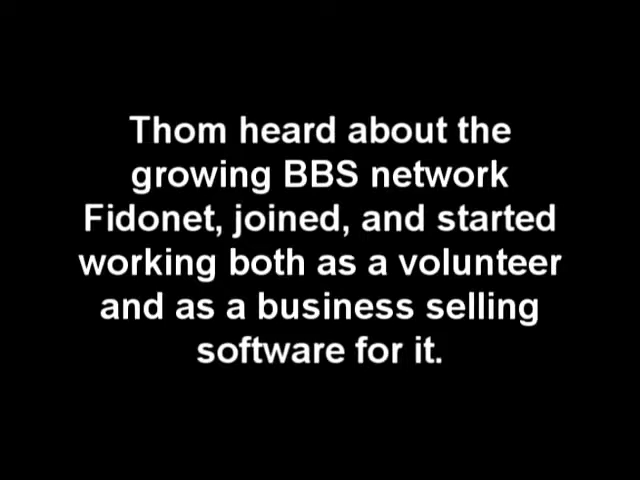 Thom heard about the
growing BBS network
Fidonet, joined, and started
working both as a volunteer
and as a business selling
software for it.